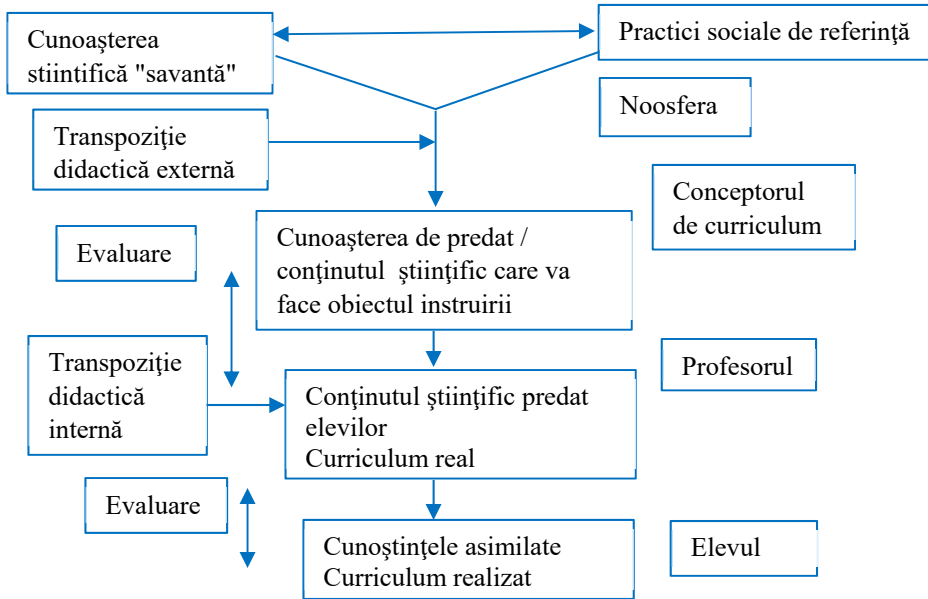 Cunoaşterea
stiintifică "savantă"
Practici sociale de referinţă
Noosfera
Transpoziţie
didactică externă
Conceptorul
de curriculum
Cunoaşterea de predat /
conţinutul ştiinţific care va
face obiectul instruirii
Evaluare
Transpoziţie
didactică
internă
Profesorul
Conţinutul ştiinţific predat
elevilor
Curriculum real
Evaluare
Cunoştinţele asimilate
Curriculum realizat
Elevul